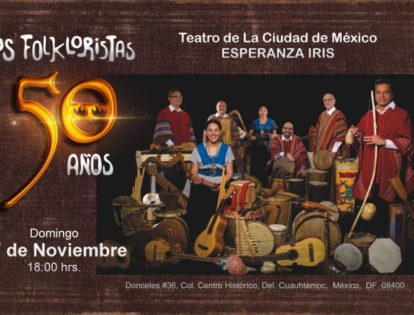 OS FOLKLORISTAS
50
AÑOS
Teatro de La Ciudad de México
ESPERANZA IRIS
Domingo
de Noviembre
18:00 hrs.
Donceles #36, Col. Centro Histórico, Del. Cuauhtémoc, México, DF 08400